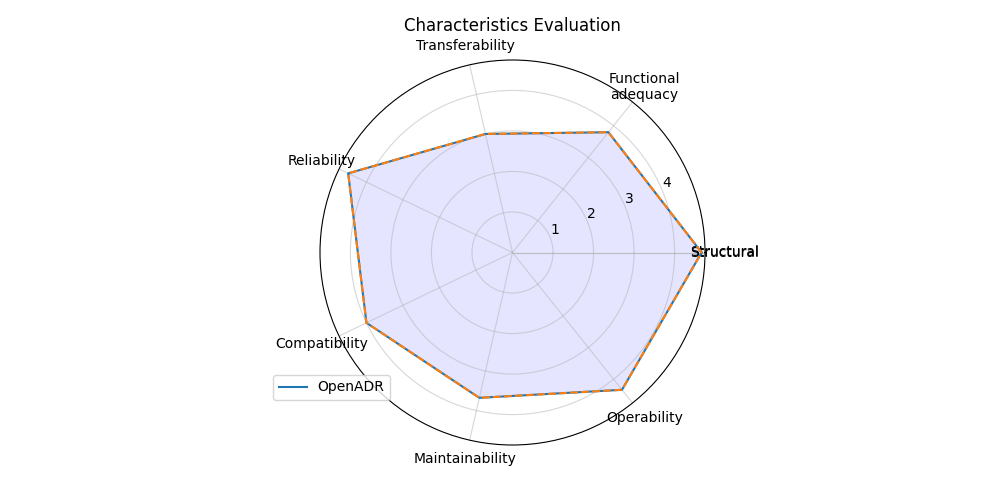 Characteristics Evaluation
Transferability
Functional
adequacy
Reliability
4
3
2
1
Structural
Compatibility
OpenADR
Operability
Maintainability